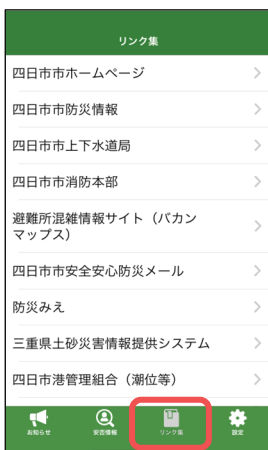 リンク集
四日市市ホームページ
四日市市防災情報
四日市市上下水道局
四日市市消防本部
避難所混雑情報サイト（バカン
マップス）
四日市市安全安心防災メール
防災みえ
三重県土砂災害情報提供システム
四日市港管理組合（潮位等）
お知らせ 安否情報 リンク集 設定